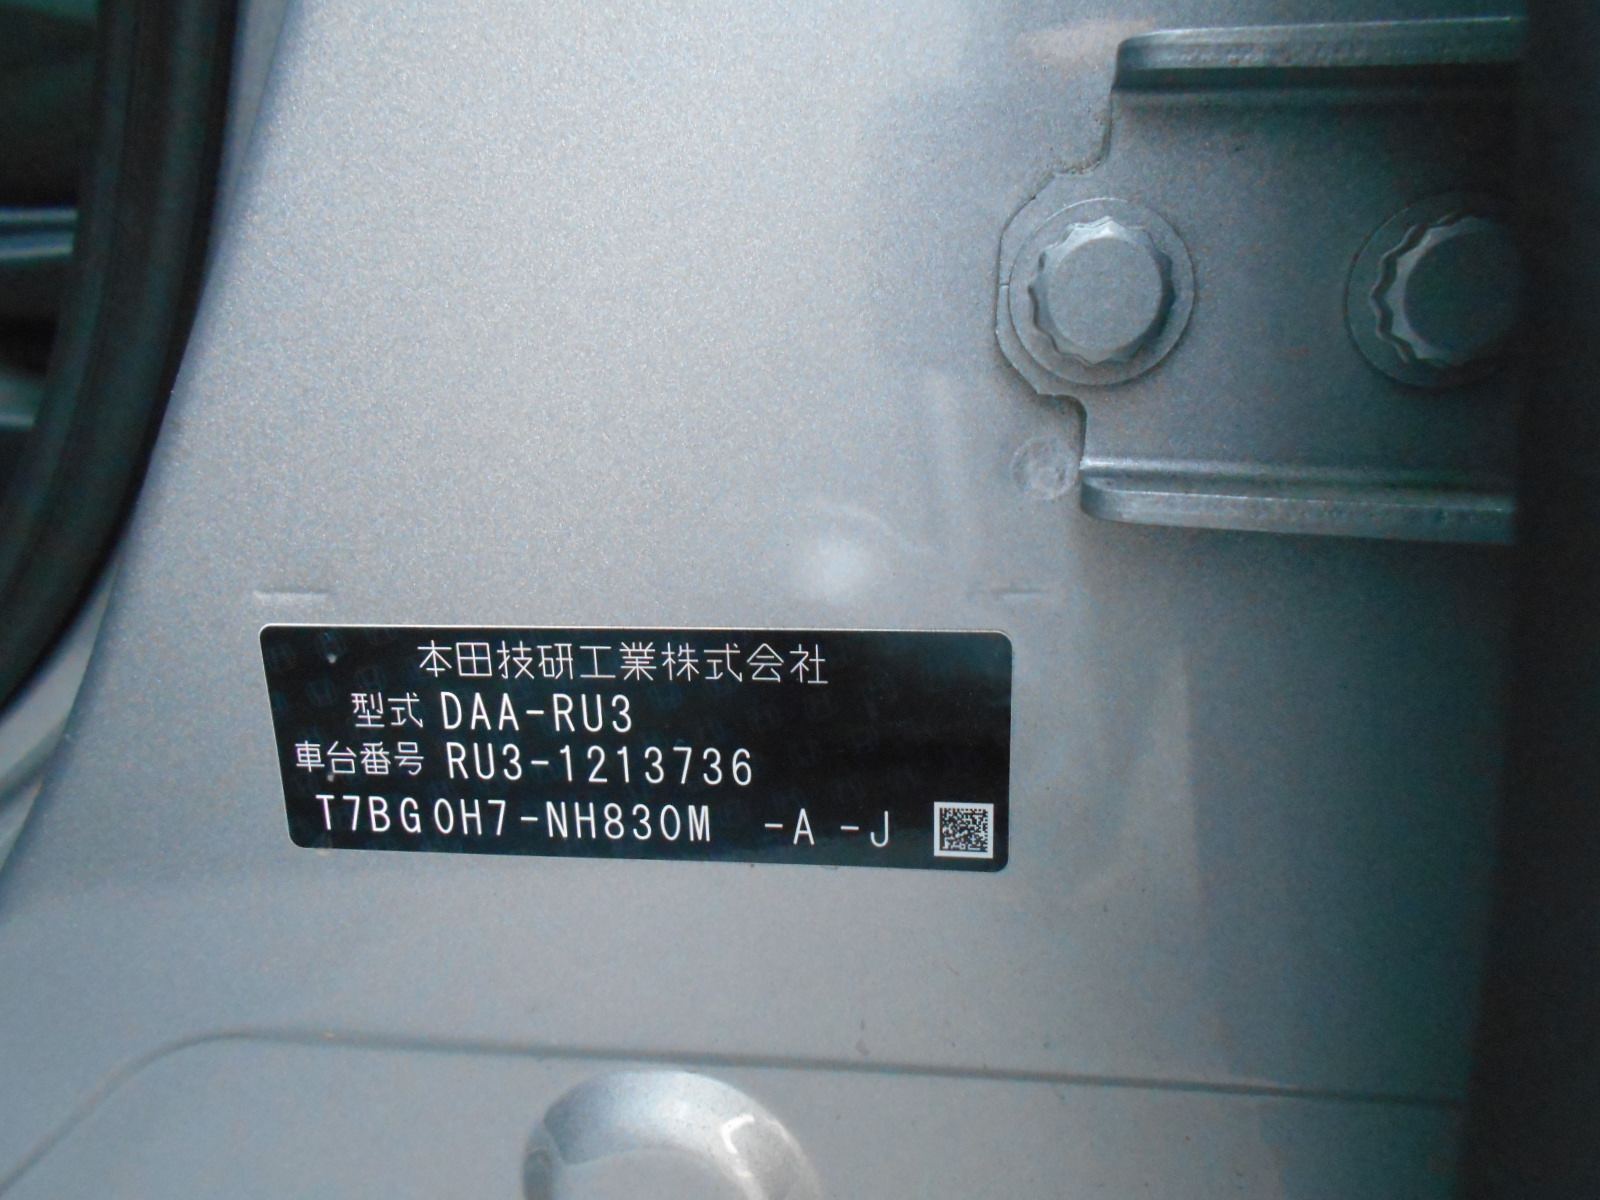 本田技研工業株式会社
型式 DAA-RU3
車台番号 RU3-1213736
T7BG0H7-NH830M -A -J